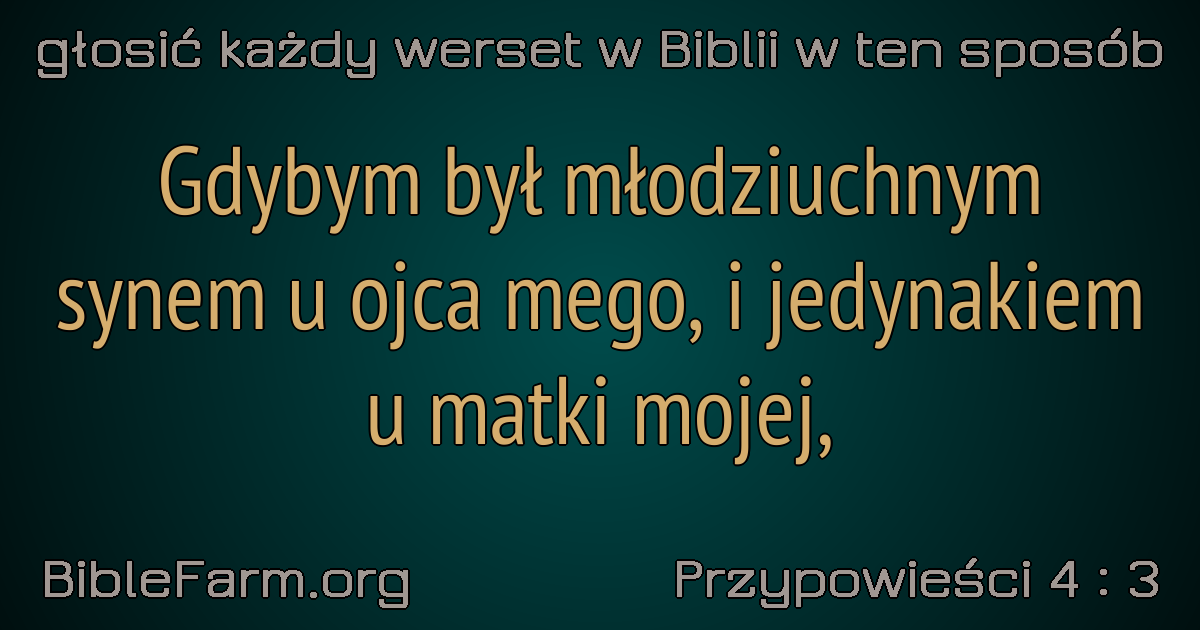 głosić każdy werset w Biblii w ten sposób
Gdybym był młodziuchnym
synem u ojca mego, i jedynakiem
u matki mojej,
BibleFarm.org
Przypowieści 4 : 3